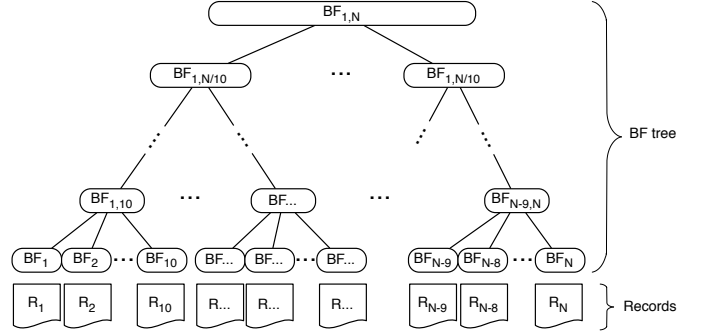 BF1,N
BF1,N/10 ... BF1,N/10
BF tree
BF1,10 ... BF... ... BFN-9,N
BF1 BF2 ... BF10 BF... BF... ... BF... BFN-9 BFN-8 ... BFN
R1 R2 R10 R... R... R... RN-9 RN-8 RN
Records